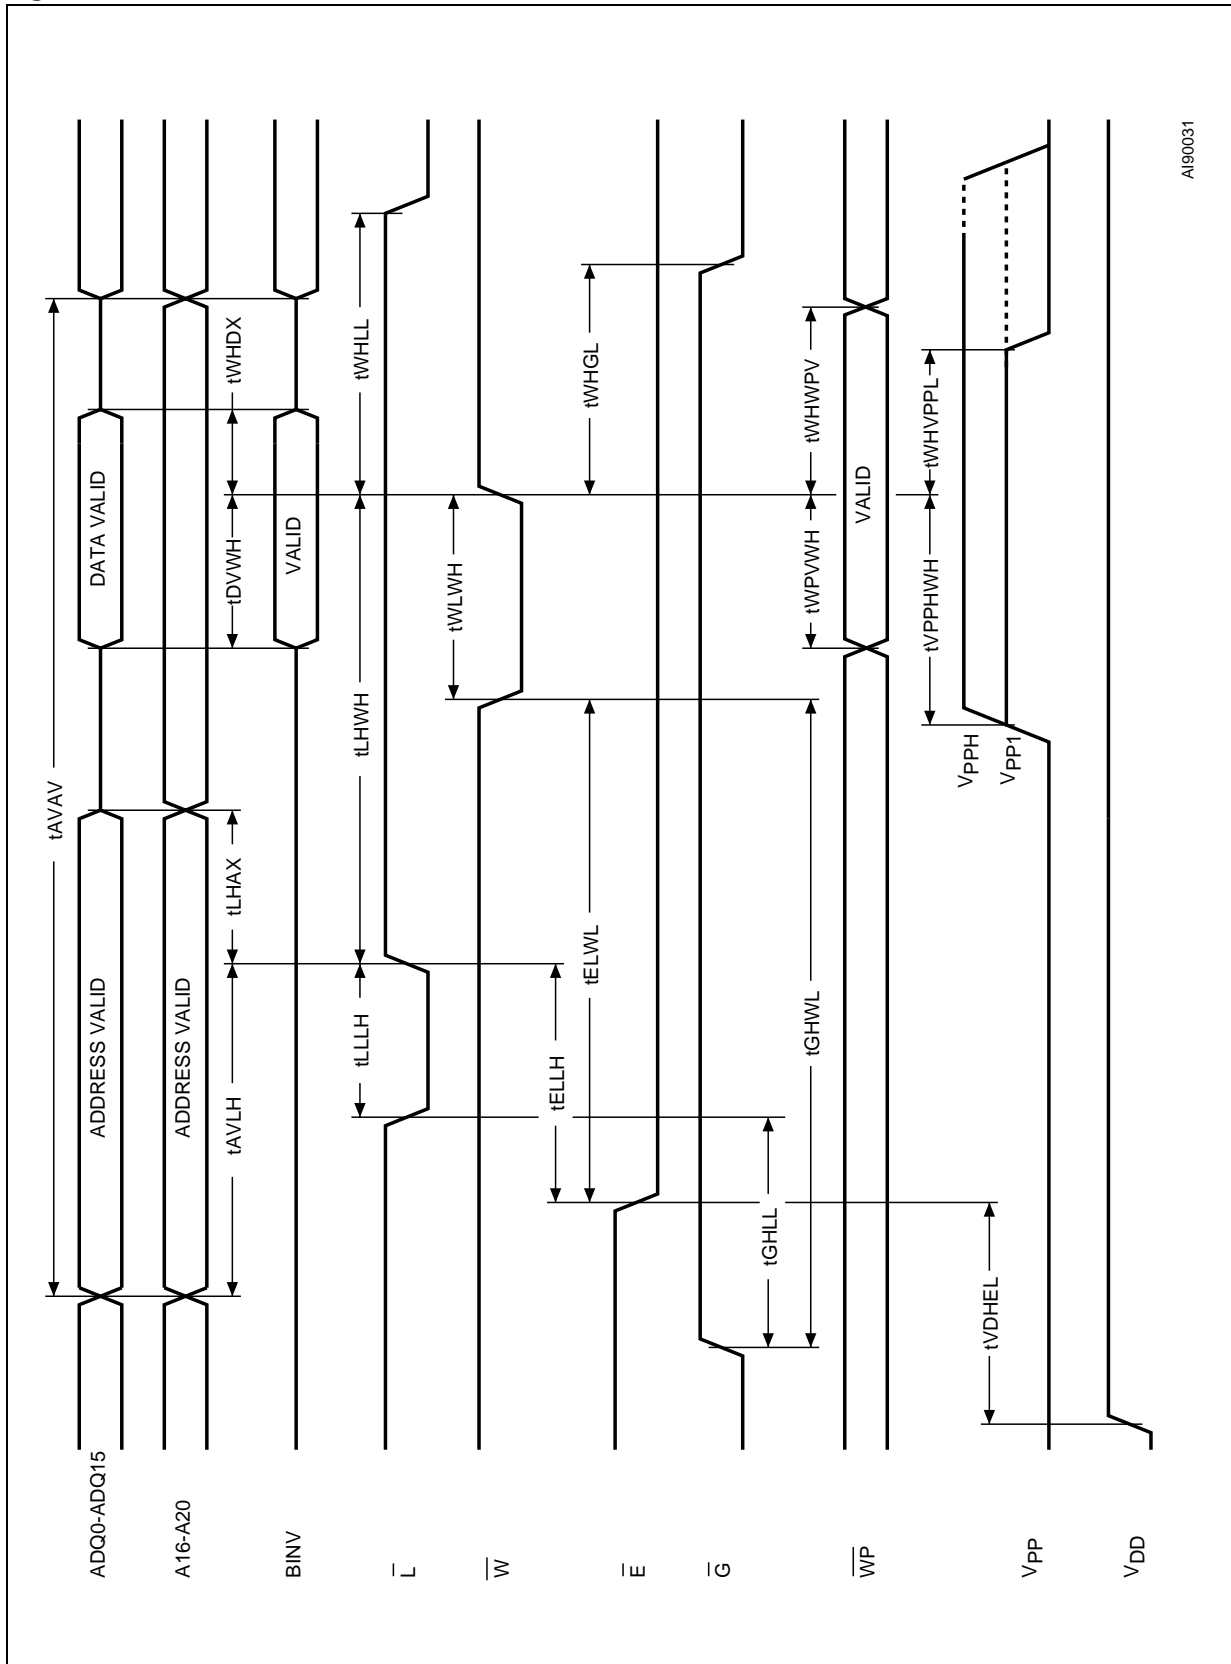 ADQ0-ADQ15
ADDRESS VALID
DATA VALID
tAVAV
A16-A20
ADDRESS VALID
tAVLH
tLHAX
tDVWH
tWHDX
BINV
VALID
L
tLLLH
tLHWH
tWHLL
W
tWLWH
tELLH
tELWL
tWHGL
E
G
tGHLL
tGHWL
tWPVWH
tWHWPV
WP
VALID
tVPPHWH
tWHVPPL
VPPH
VPP1
VPP
tVDHEL
VDD
AI90031